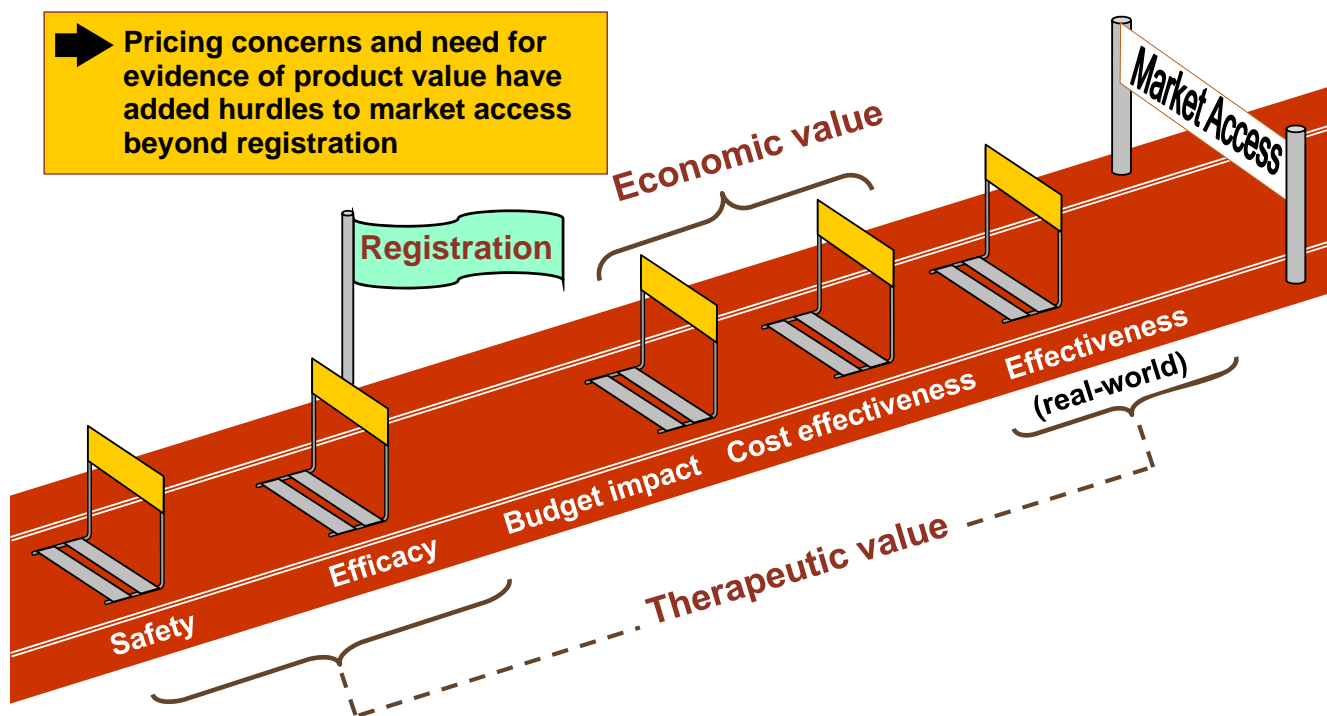 Pricing concerns and need for
evidence of product value have
added hurdles to market access
beyond registration
Market Access
Economic value
Registration
Safety
Efficacy
Budget impact
Cost effectiveness
Effectiveness
(real-world)
Therapeutic value